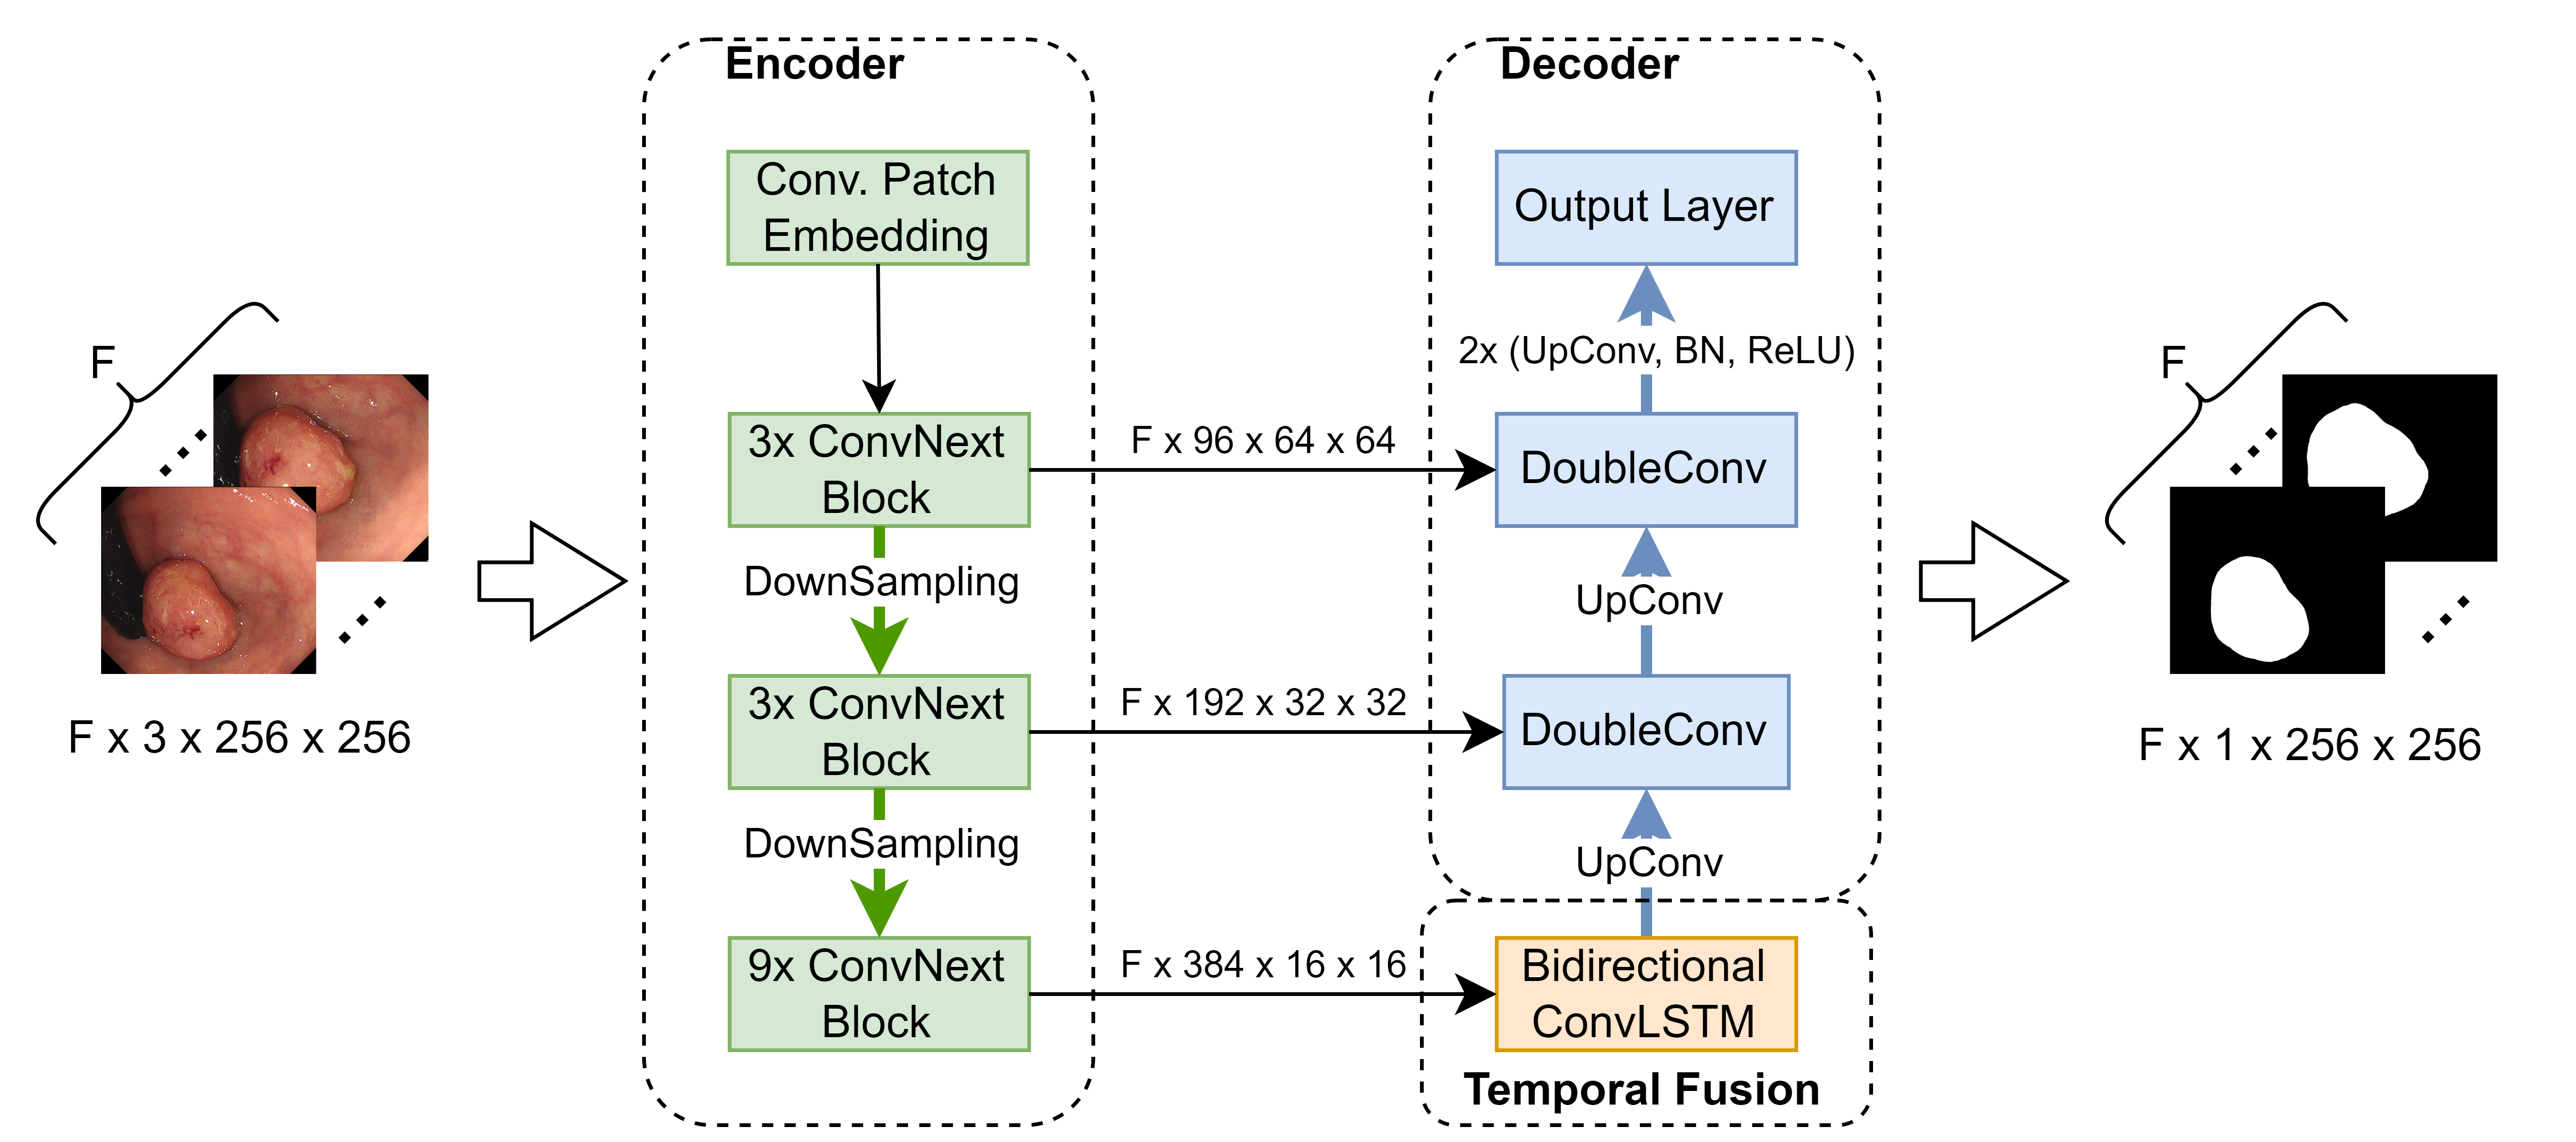 F
F x 3 x 256 x 256
Encoder
Conv. Patch
Embedding
3x ConvNext
Block
DownSampling
3x ConvNext
Block
DownSampling
9x ConvNext
Block
F x 96 x 64 x 64
F x 192 x 32 x 32
F x 384 x 16 x 16
Decoder
Output Layer
2x (UpConv, BN, ReLU)
DoubleConv
UpConv
DoubleConv
UpConv
Bidirectional
ConvLSTM
Temporal Fusion
F
F x 1 x 256 x 256